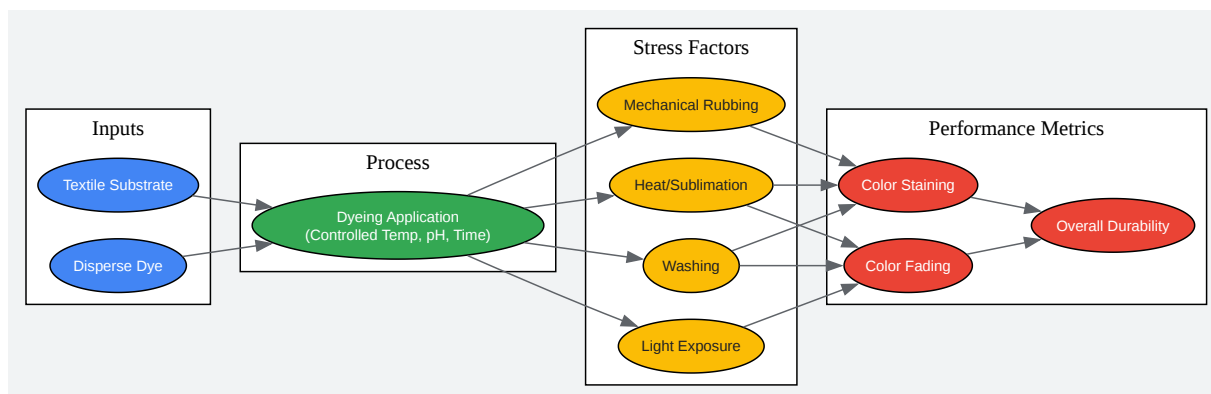 Inputs
Textile Substrate
Disperse Dye
Process
Dyeing Application
(Controlled Temp, pH, Time)
Stress Factors
Mechanical Rubbing
Heat/Sublimation
Washing
Light Exposure
Performance Metrics
Color Staining
Color Fading
Overall Durability